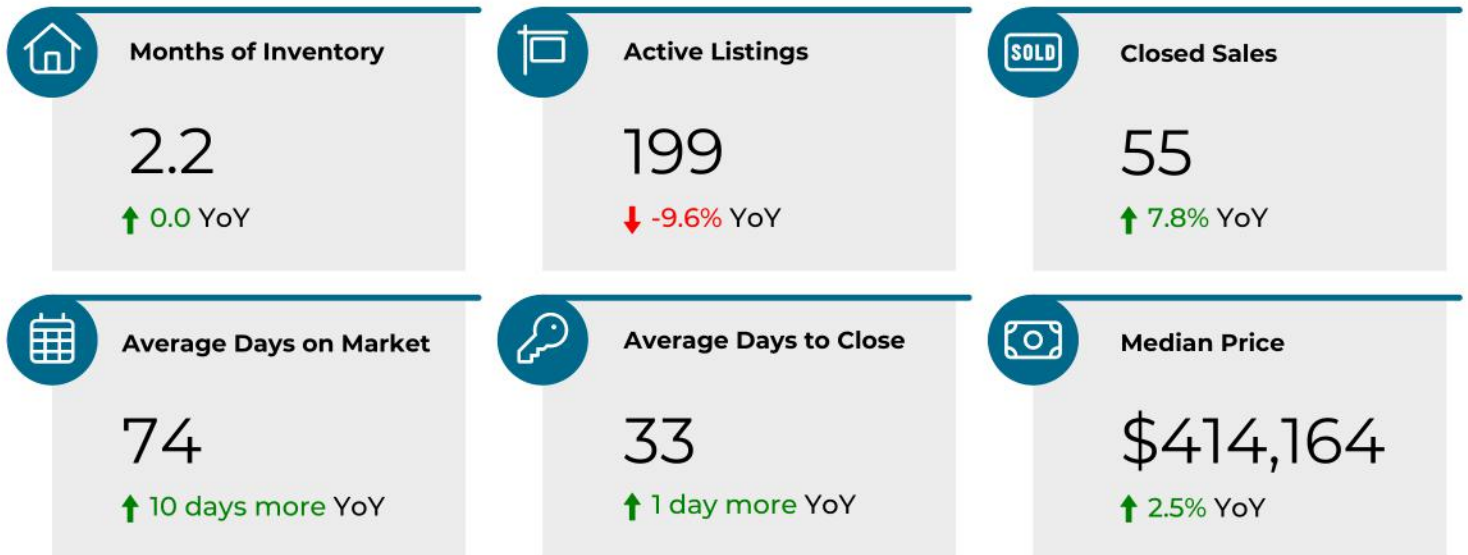 Months of Inventory
2.2
0.0 YoY
Active Listings
199
-9.6% YoY
SOLD
Closed Sales
55
7.8% YoY
Average Days on Market
74
10 days more YoY
Average Days to Close
33
1 day more YoY
Median Price
$414,164
2.5% YoY